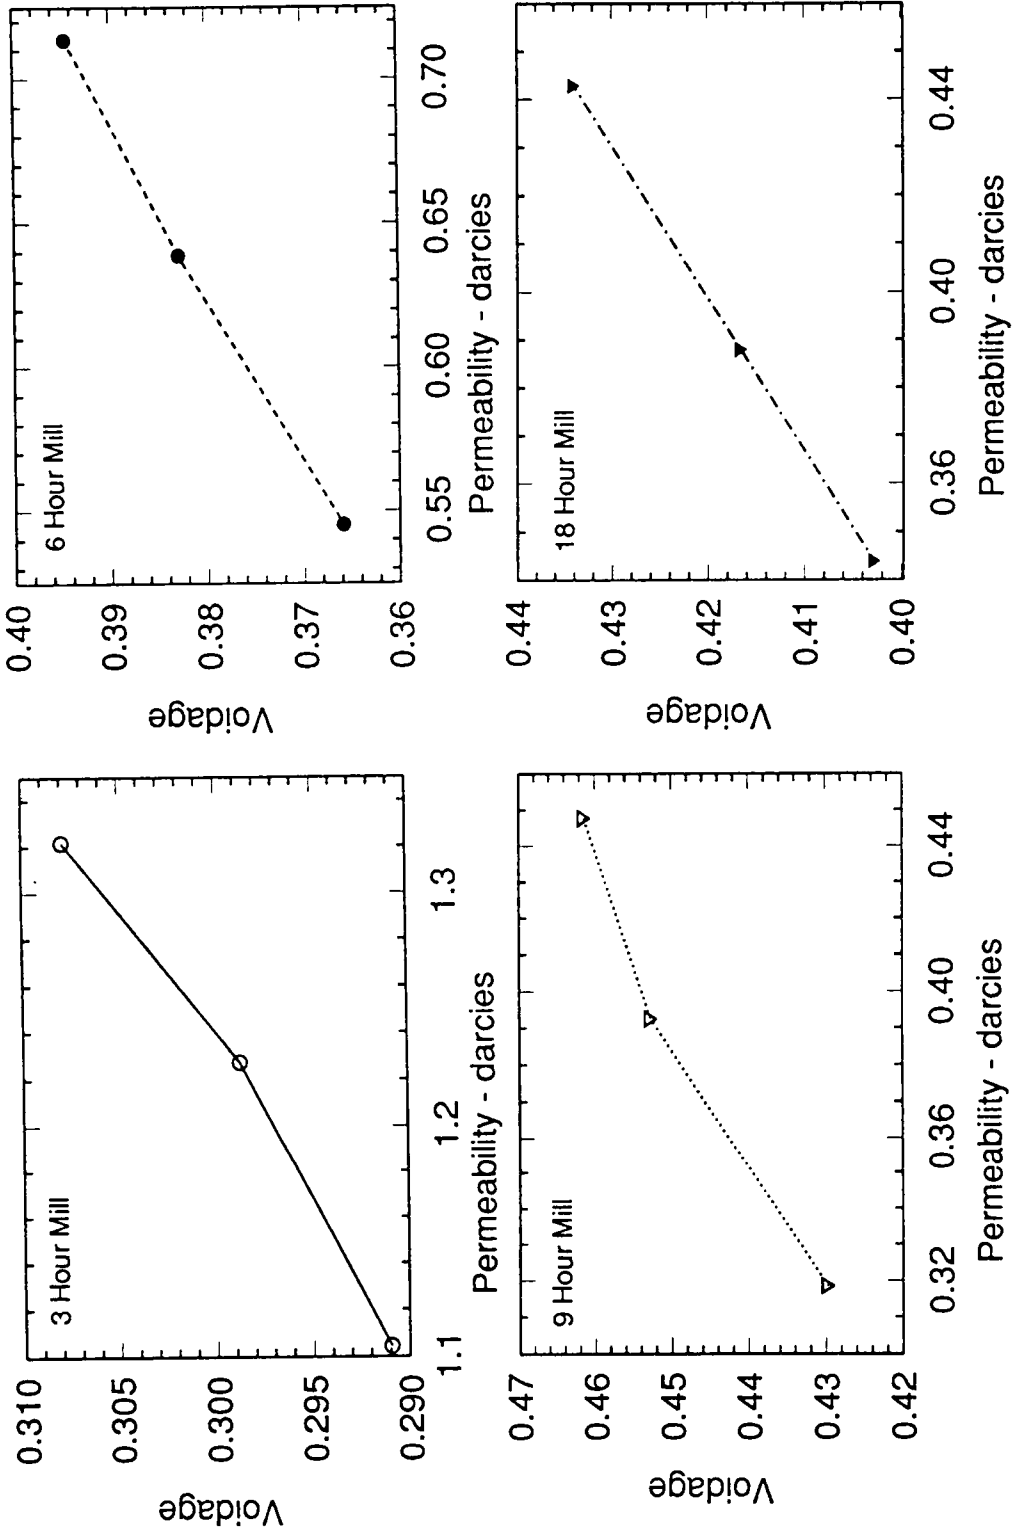 3 Hour Mill
0.310
0.305
0.300
0.295
0.290
Voidage
1.1
1.2
1.3
Permeability - darcies
6 Hour Mill
0.40
0.39
0.38
0.37
0.36
Voidage
0.55
0.60
0.65
0.70
Permeability - darcies
9 Hour Mill
0.47
0.46
0.45
0.44
0.43
0.42
Voidage
0.32
0.36
0.40
0.44
Permeability - darcies
18 Hour Mill
0.44
0.43
0.42
0.41
0.40
Voidage
0.36
0.40
0.44
Permeability - darcies